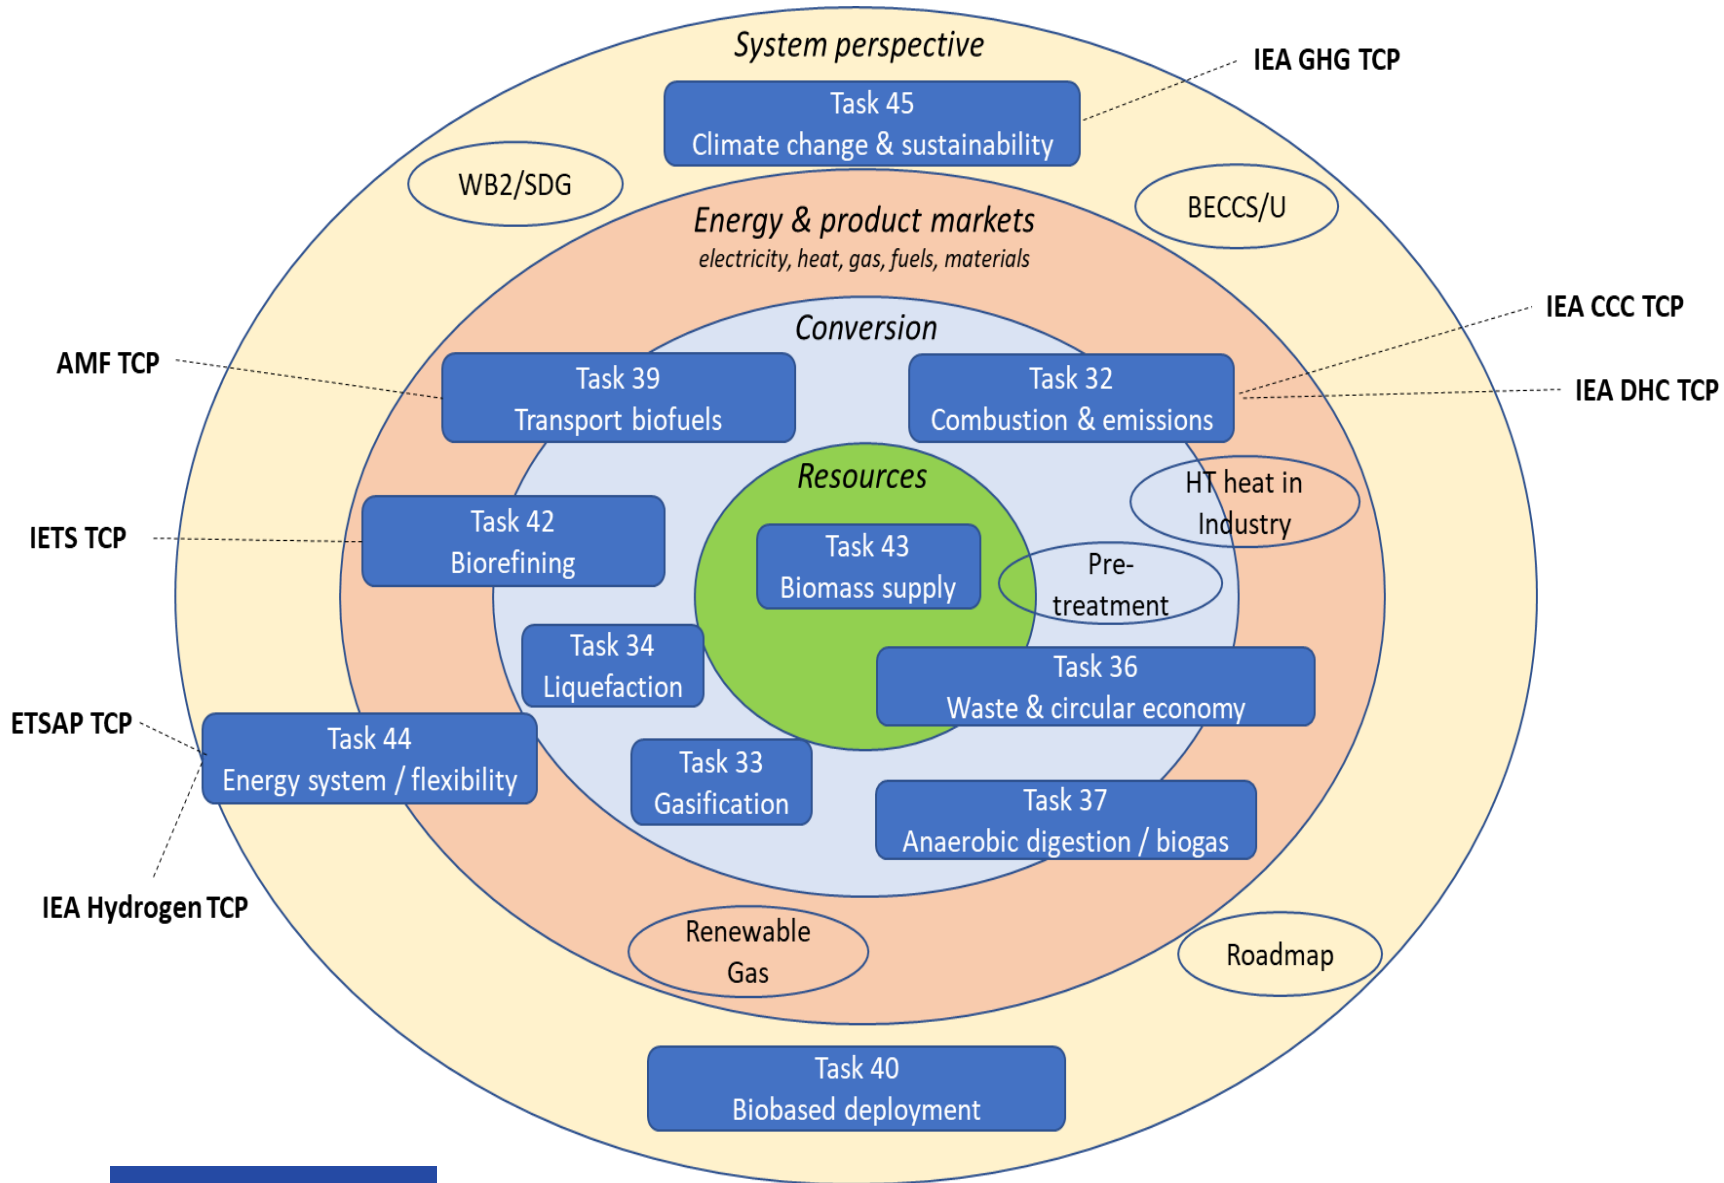 System perspective
IEA GHG TCP
Task 45
Climate change & sustainability
WB2/SDG
BECCS/U
Energy & product markets
electricity, heat, gas, fuels, materials
IEA CCC TCP
Conversion
AMF TCP
Task 39
Transport biofuels
Task 32
Combustion & emissions
IEA DHC TCP
Resources
HT heat in
Industry
IETS TCP
Task 42
Biorefining
Task 43
Biomass supply
Pre-
treatment
Task 34
Liquefaction
Task 36
Waste & circular economy
ETSAP TCP
Task 44
Energy system / flexibility
Task 33
Gasification
Task 37
Anaerobic digestion / biogas
IEA Hydrogen TCP
Renewable
Gas
Roadmap
Task 40
Biobased deployment